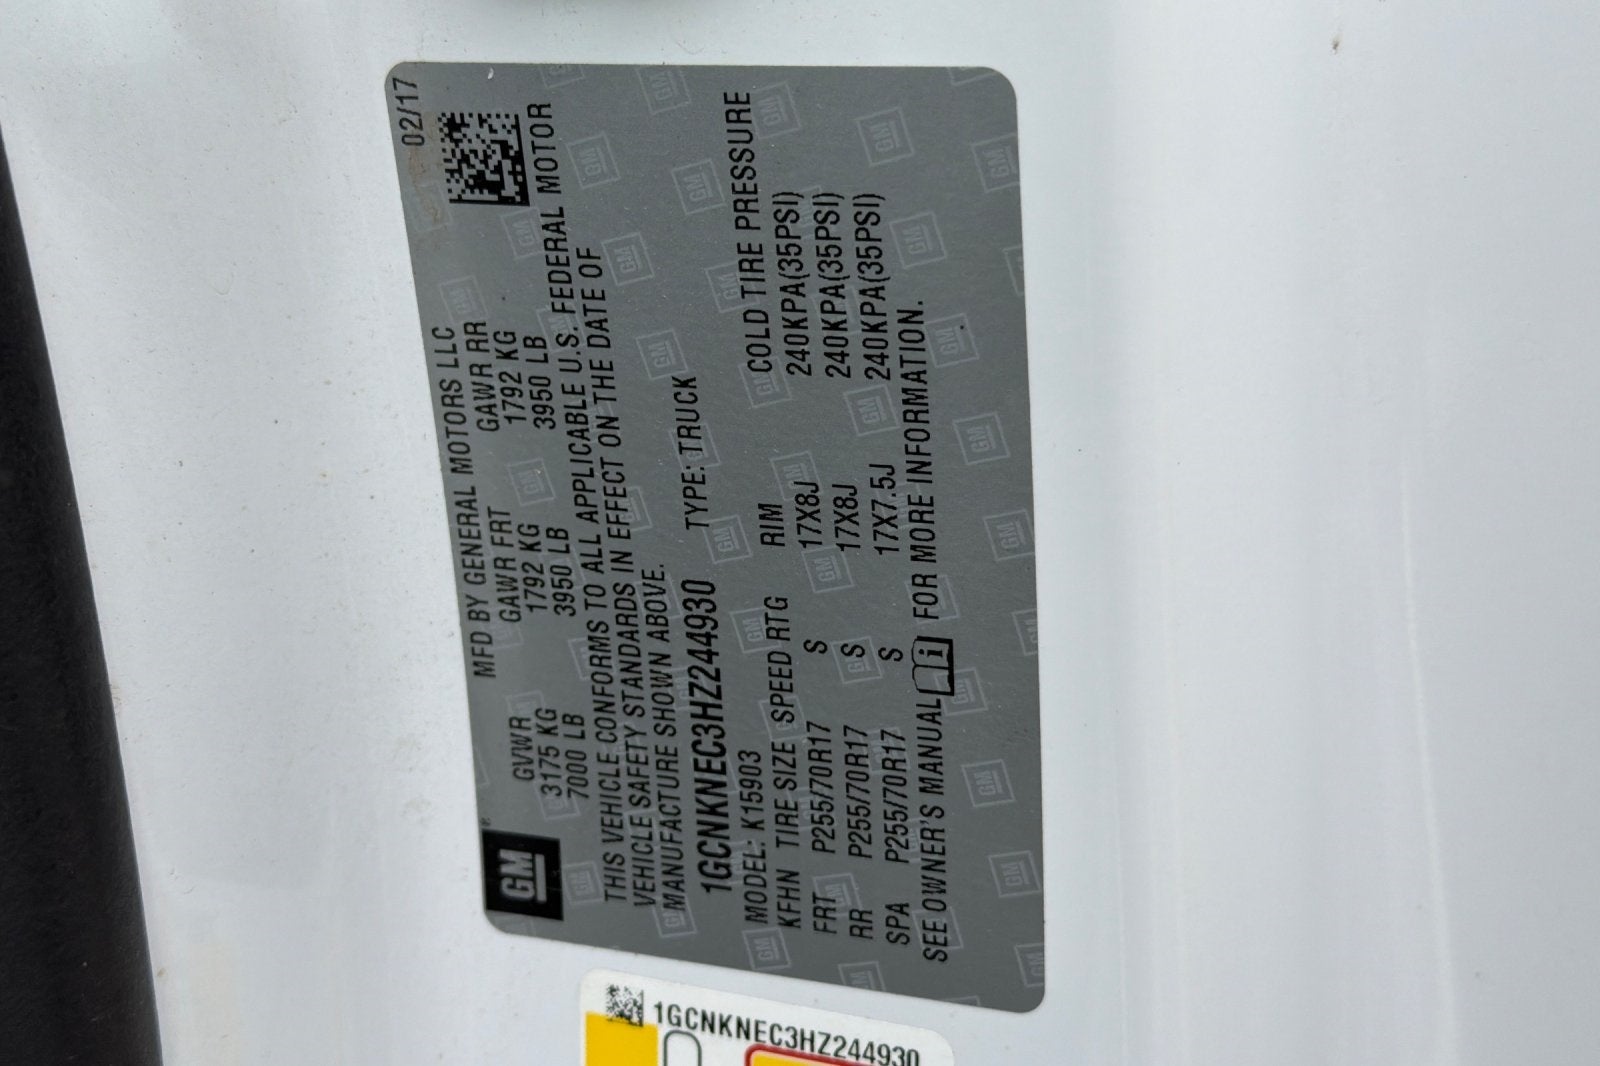 02/17
MFD BY GENERAL MOTORS LLC
GM
GVWR GAWR FRT GAWR RR
3175 KG 1792 KG 1792 KG
7000 LB 3950 LB 3950 LB
THIS VEHICLE CONFORMS TO ALL APPLICABLE U.S. FEDERAL MOTOR
VEHICLE SAFETY STANDARDS IN EFFECT ON THE DATE OF
MANUFACTURE SHOWN ABOVE.
1GCNKNEC3HZ244930 TYPE: TRUCK
MODEL: K15903
KFHN TIRE SIZE SPEED RTG RIM COLD TIRE PRESSURE
FRT P255/70R17 S 17X8J 240KPA(35PSI)
RR P255/70R17 S 17X8J 240KPA(35PSI)
SPA P255/70R17 S 17X7.5J 240KPA(35PSI)
SEE OWNER'S MANUAL FOR MORE INFORMATION.
1GCNKNEC3HZ244930